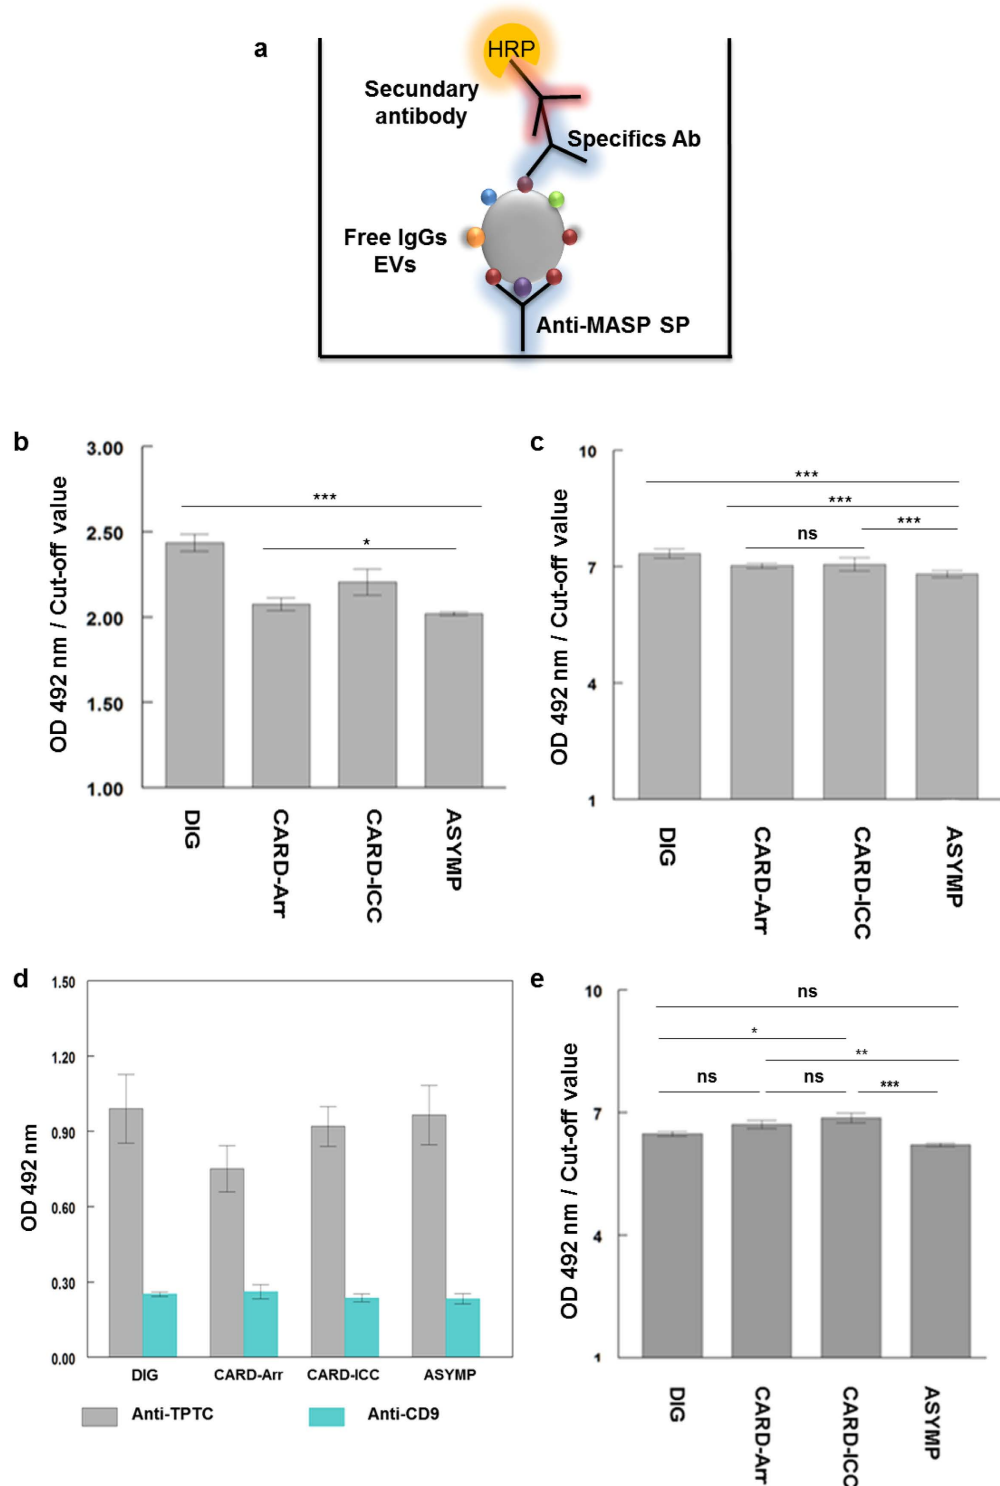 a
HRP
Secundary
antibody
Specifics Ab
Free IgGs
EVs
Anti-MASP SP
b
OD 492 nm / Cut-off value
3.00
2.50
2.00
1.50
1.00
***
*
DIG
CARD-Arr
CARD-ICC
ASYMP
c
OD 492 nm / Cut-off value
10
7
4
1
***
***
***
ns
DIG
CARD-Arr
CARD-ICC
ASYMP
d
OD 492 nm
1.50
1.20
0.90
0.60
0.30
0.00
DIG
CARD-Arr
CARD-ICC
ASYMP
Anti-TPTC
Anti-CD9
e
OD 492 nm / Cut-off value
10
7
4
1
ns
*
**
ns
ns
***
DIG
CARD-Arr
CARD-ICC
ASYMP